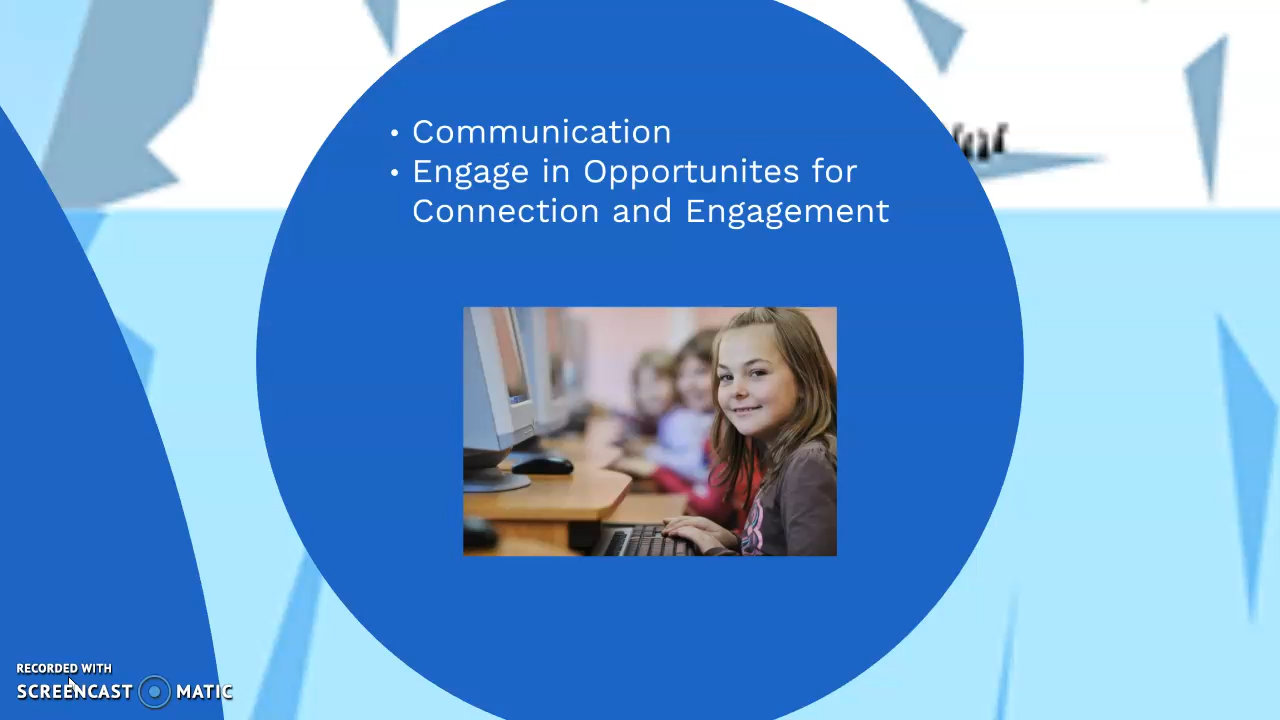 • Communication
• Engage in Opportunites for
Connection and Engagement
RECORDED WITH
SCREENCAST MATIC